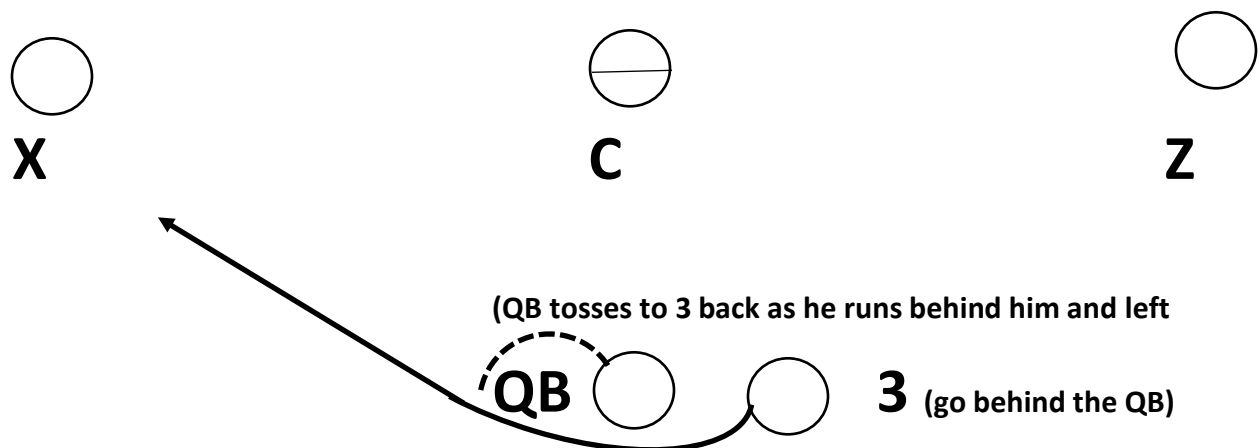 X C Z
(QB tosses to 3 back as he runs behind him and left
QB 3 (go behind the QB)